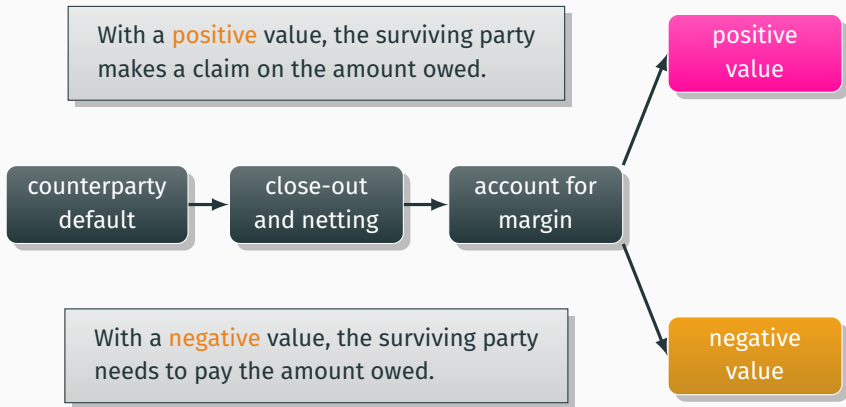 With a positive value, the surviving party
makes a claim on the amount owed.
positive
value
counterparty
default
close-out
and netting
account for
margin
With a negative value, the surviving party
needs to pay the amount owed.
negative
value